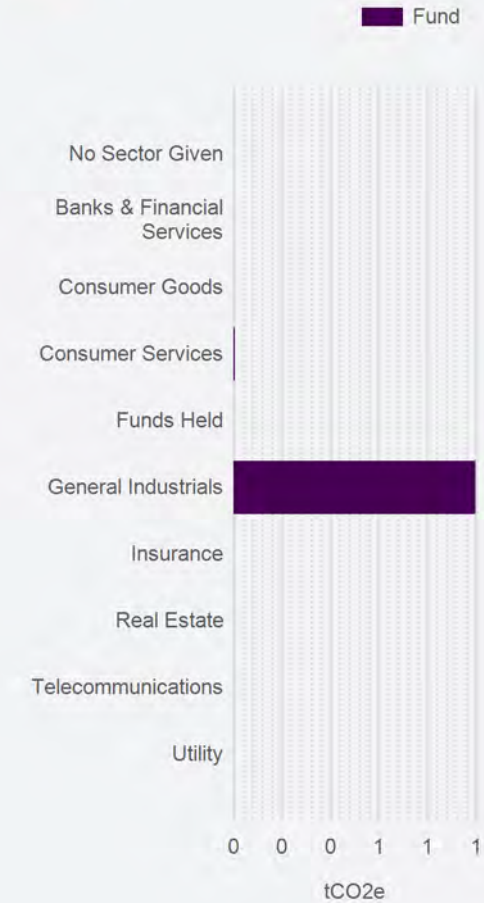 Fund
No Sector Given
Banks & Financial
Services
Consumer Goods
Consumer Services
Funds Held
General Industrials
Insurance
Real Estate
Telecommunications
Utility
0 0 0 1 1 1
tCO2e